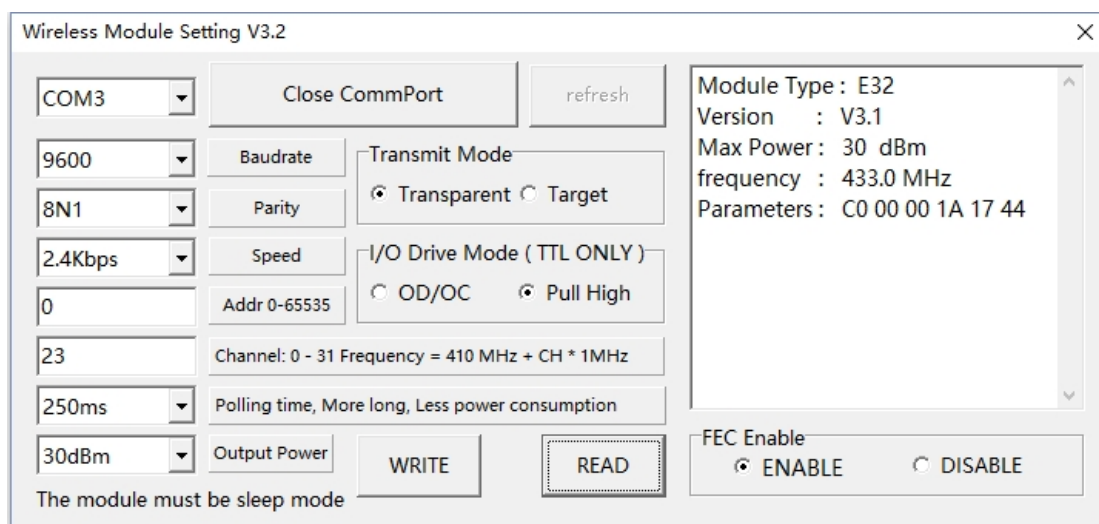 Wireless Module Setting V3.2
COM3
Close CommPort
refresh
9600
Baudrate
8N1
Parity
2.4Kbps
Speed
0
Addr 0-65535
Transmit Mode
Transparent
Target
I/O Drive Mode ( TTL ONLY )
OD/OC
Pull High
23
Channel: 0 - 31 Frequency = 410 MHz + CH * 1MHz
250ms
Polling time, More long, Less power consumption
30dBm
Output Power
WRITE
READ
The module must be sleep mode
Module Type : E32
Version : V3.1
Max Power : 30 dBm
frequency : 433.0 MHz
Parameters : C0 00 00 1A 17 44
FEC Enable
ENABLE
DISABLE